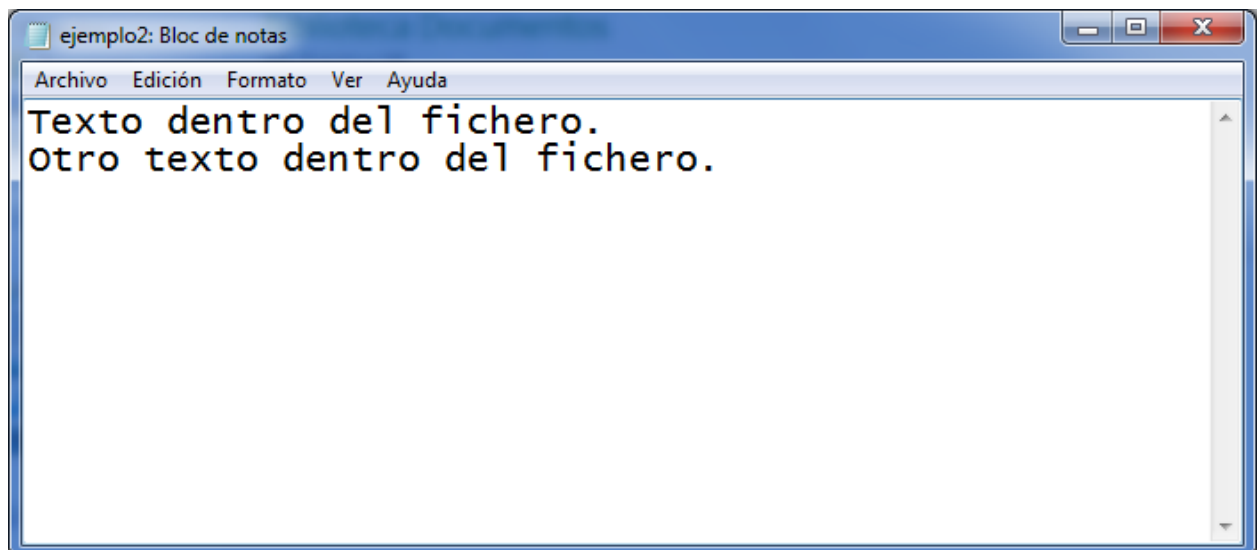 ejemplo2: Bloc de notas
Archivo Edición Formato Ver Ayuda
Texto dentro del fichero.
Otro texto dentro del fichero.